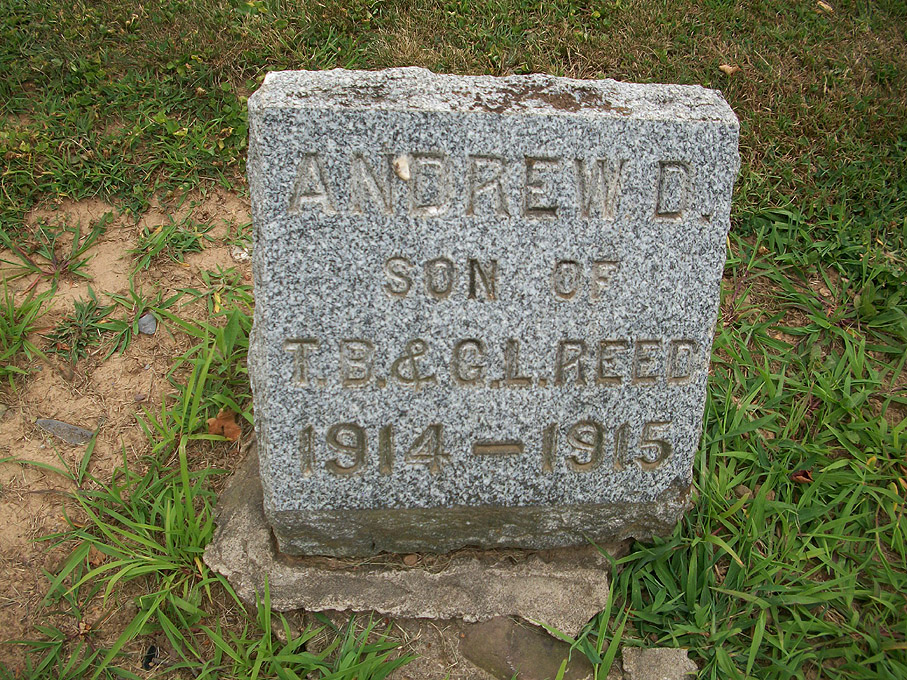 ANDREW D.
SON OF
T.B.&G.L.REED
1914–1915